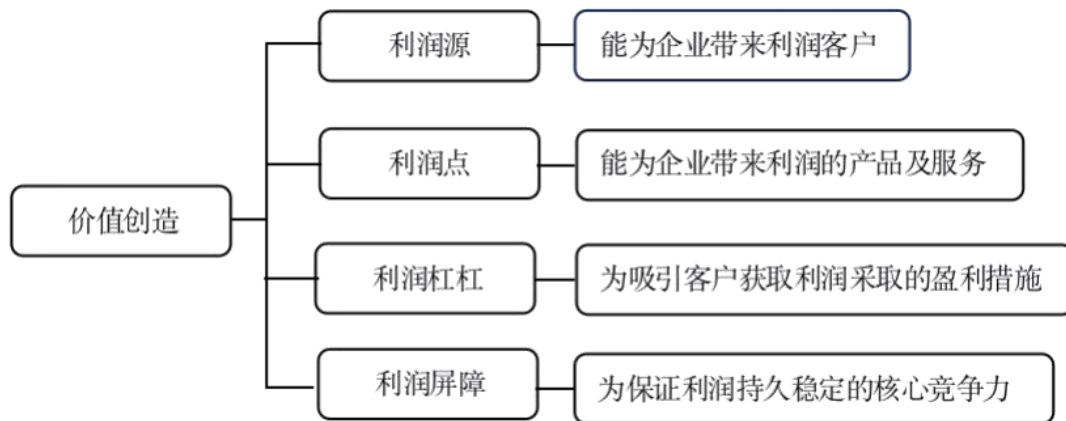 利润源
能为企业带来利润客户
利润点
能为企业带来利润的产品及服务
价值创造
利润杠杠
为吸引客户获取利润采取的盈利措施
利润屏障
为保证利润持久稳定的核心竞争力